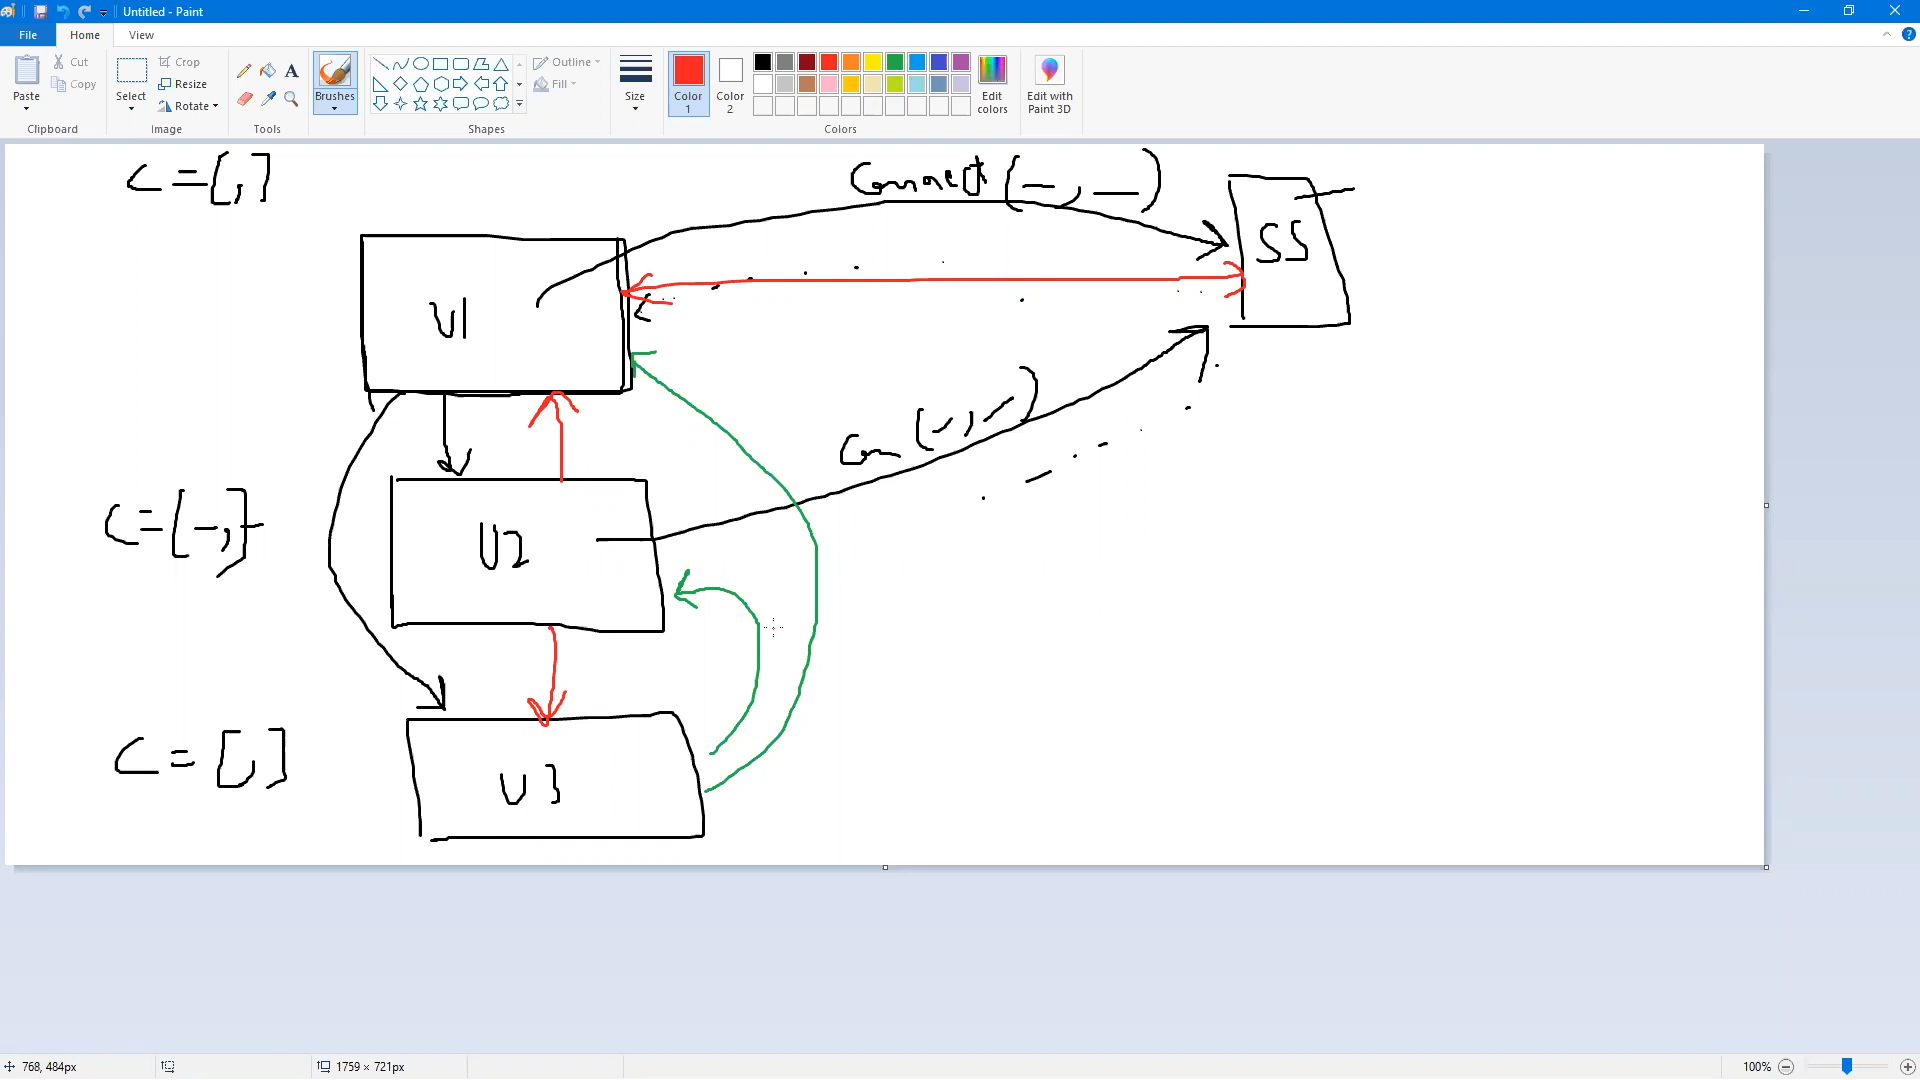 Untitled - Paint
File Home View
Paste
Cut
Copy
Clipboard
Select
Crop
Resize
Rotate
Image
Tools
Brushes
Shapes
Outline
Fill
Size
Color 1
Color 2
Colors
Edit colors
Edit with Paint 3D
C=[,]
Connect(-,-)
SS
U1
Con(-,-)
C=[-,]
U2
C=[,]
U3
768, 484px
1759 × 721px
100%